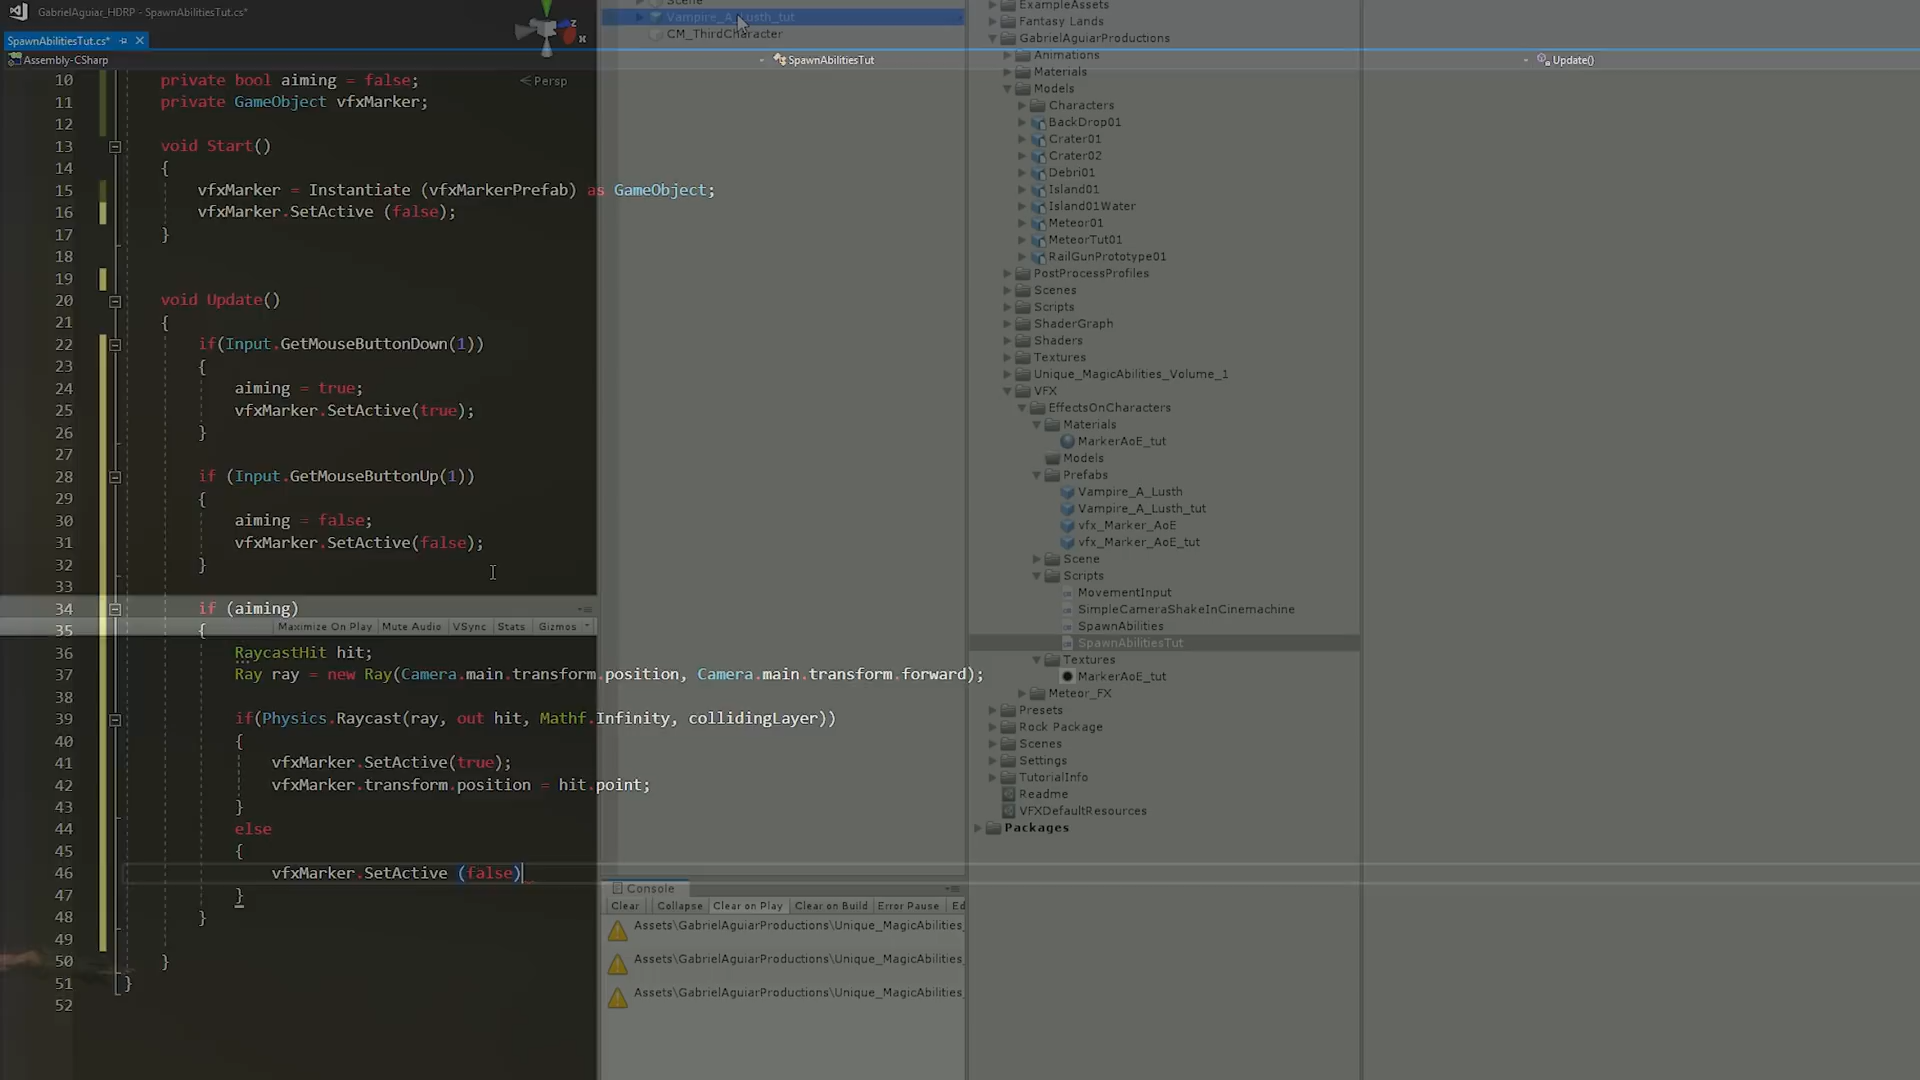 GabrielAguiar_HDRP - SpawnAbilitiesTut.cs*
SpawnAbilitiesTut.cs*
Assembly-CSharp
SpawnAbilitiesTut
Update()
z
x
Persp
10 private bool aiming = false;
11 private GameObject vfxMarker;
12
13 void Start()
14 {
15 vfxMarker = Instantiate (vfxMarkerPrefab) as GameObject;
16 vfxMarker.SetActive (false);
17 }
18
19
20 void Update()
21 {
22 if(Input.GetMouseButtonDown(1))
23 {
24 aiming = true;
25 vfxMarker.SetActive(true);
26 }
27
28 if (Input.GetMouseButtonUp(1))
29 {
30 aiming = false;
31 vfxMarker.SetActive(false);
32 }
33
34 if (aiming)
35 {
36 RaycastHit hit;
37 Ray ray = new Ray(Camera.main.transform.position, Camera.main.transform.forward);
38
39 if(Physics.Raycast(ray, out hit, Mathf.Infinity, collidingLayer))
40 {
41 vfxMarker.SetActive(true);
42 vfxMarker.transform.position = hit.point;
43 }
44 else
45 {
46 vfxMarker.SetActive (false)
47 }
48 }
49
50 }
51 }
52
Maximize On Play Mute Audio VSync Stats Gizmos
Scene
Vampire_A_Lusth_tut
CM_ThirdCharacter
Console
Clear Collapse Clear on Play Clear on Build Error Pause Ed
Assets\GabrielAguiarProductions\Unique_MagicAbilities_
Assets\GabrielAguiarProductions\Unique_MagicAbilities_
Assets\GabrielAguiarProductions\Unique_MagicAbilities_
ExampleAssets
Fantasy Lands
GabrielAguiarProductions
Animations
Materials
Models
Characters
BackDrop01
Crater01
Crater02
Debri01
Island01
Island01Water
Meteor01
MeteorTut01
RailGunPrototype01
PostProcessProfiles
Scenes
Scripts
ShaderGraph
Shaders
Textures
Unique_MagicAbilities_Volume_1
VFX
EffectsOnCharacters
Materials
MarkerAoE_tut
Models
Prefabs
Vampire_A_Lusth
Vampire_A_Lusth_tut
vfx_Marker_AoE
vfx_Marker_AoE_tut
Scene
Scripts
MovementInput
SimpleCameraShakeInCinemachine
SpawnAbilities
SpawnAbilitiesTut
Textures
MarkerAoE_tut
Meteor_FX
Presets
Rock Package
Scenes
Settings
TutorialInfo
Readme
VFXDefaultResources
Packages